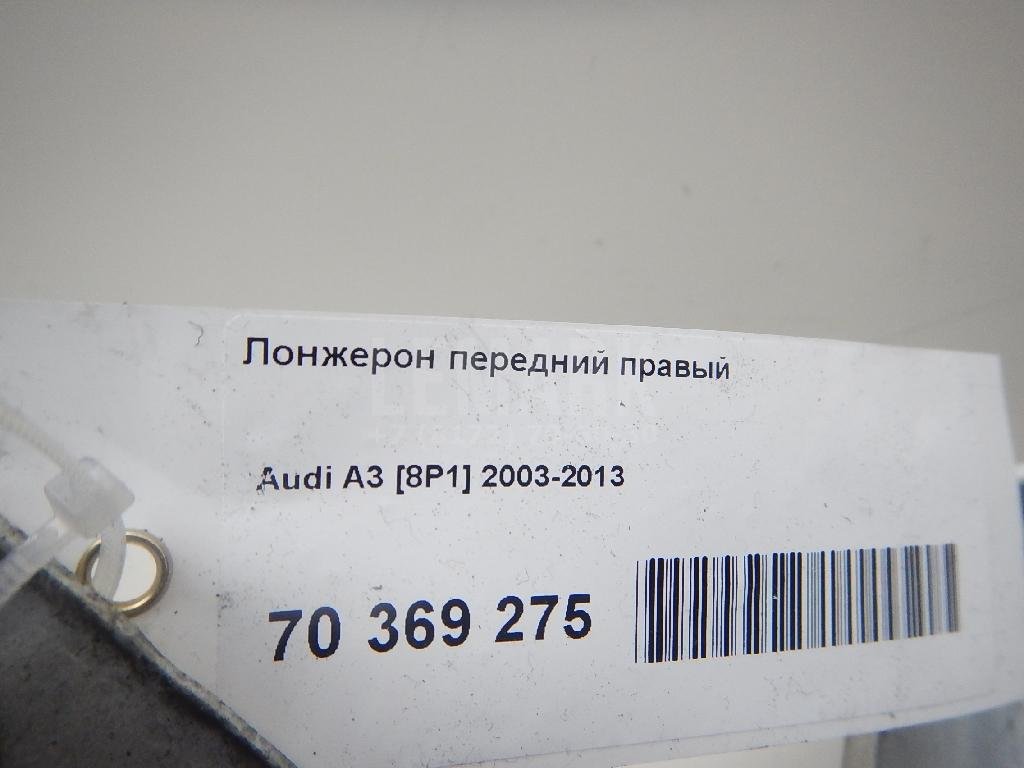 Лонжерон передний правый
Audi A3 [8P1] 2003-2013
70 369 275